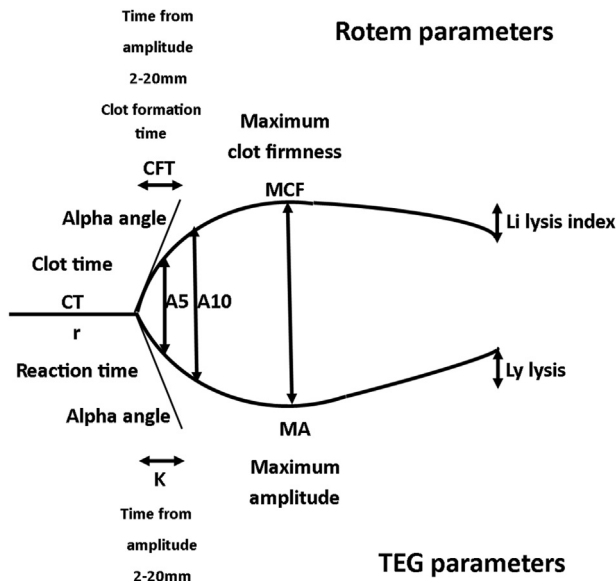 Time from
amplitude
2-20mm
Clot formation
time
Rotem parameters
CFT
Maximum
clot firmness
MCF
Alpha angle
Li lysis index
Clot time
CT
A5
A10
r
Reaction time
Ly lysis
Alpha angle
MA
K
Maximum
amplitude
Time from
amplitude
2-20mm
TEG parameters